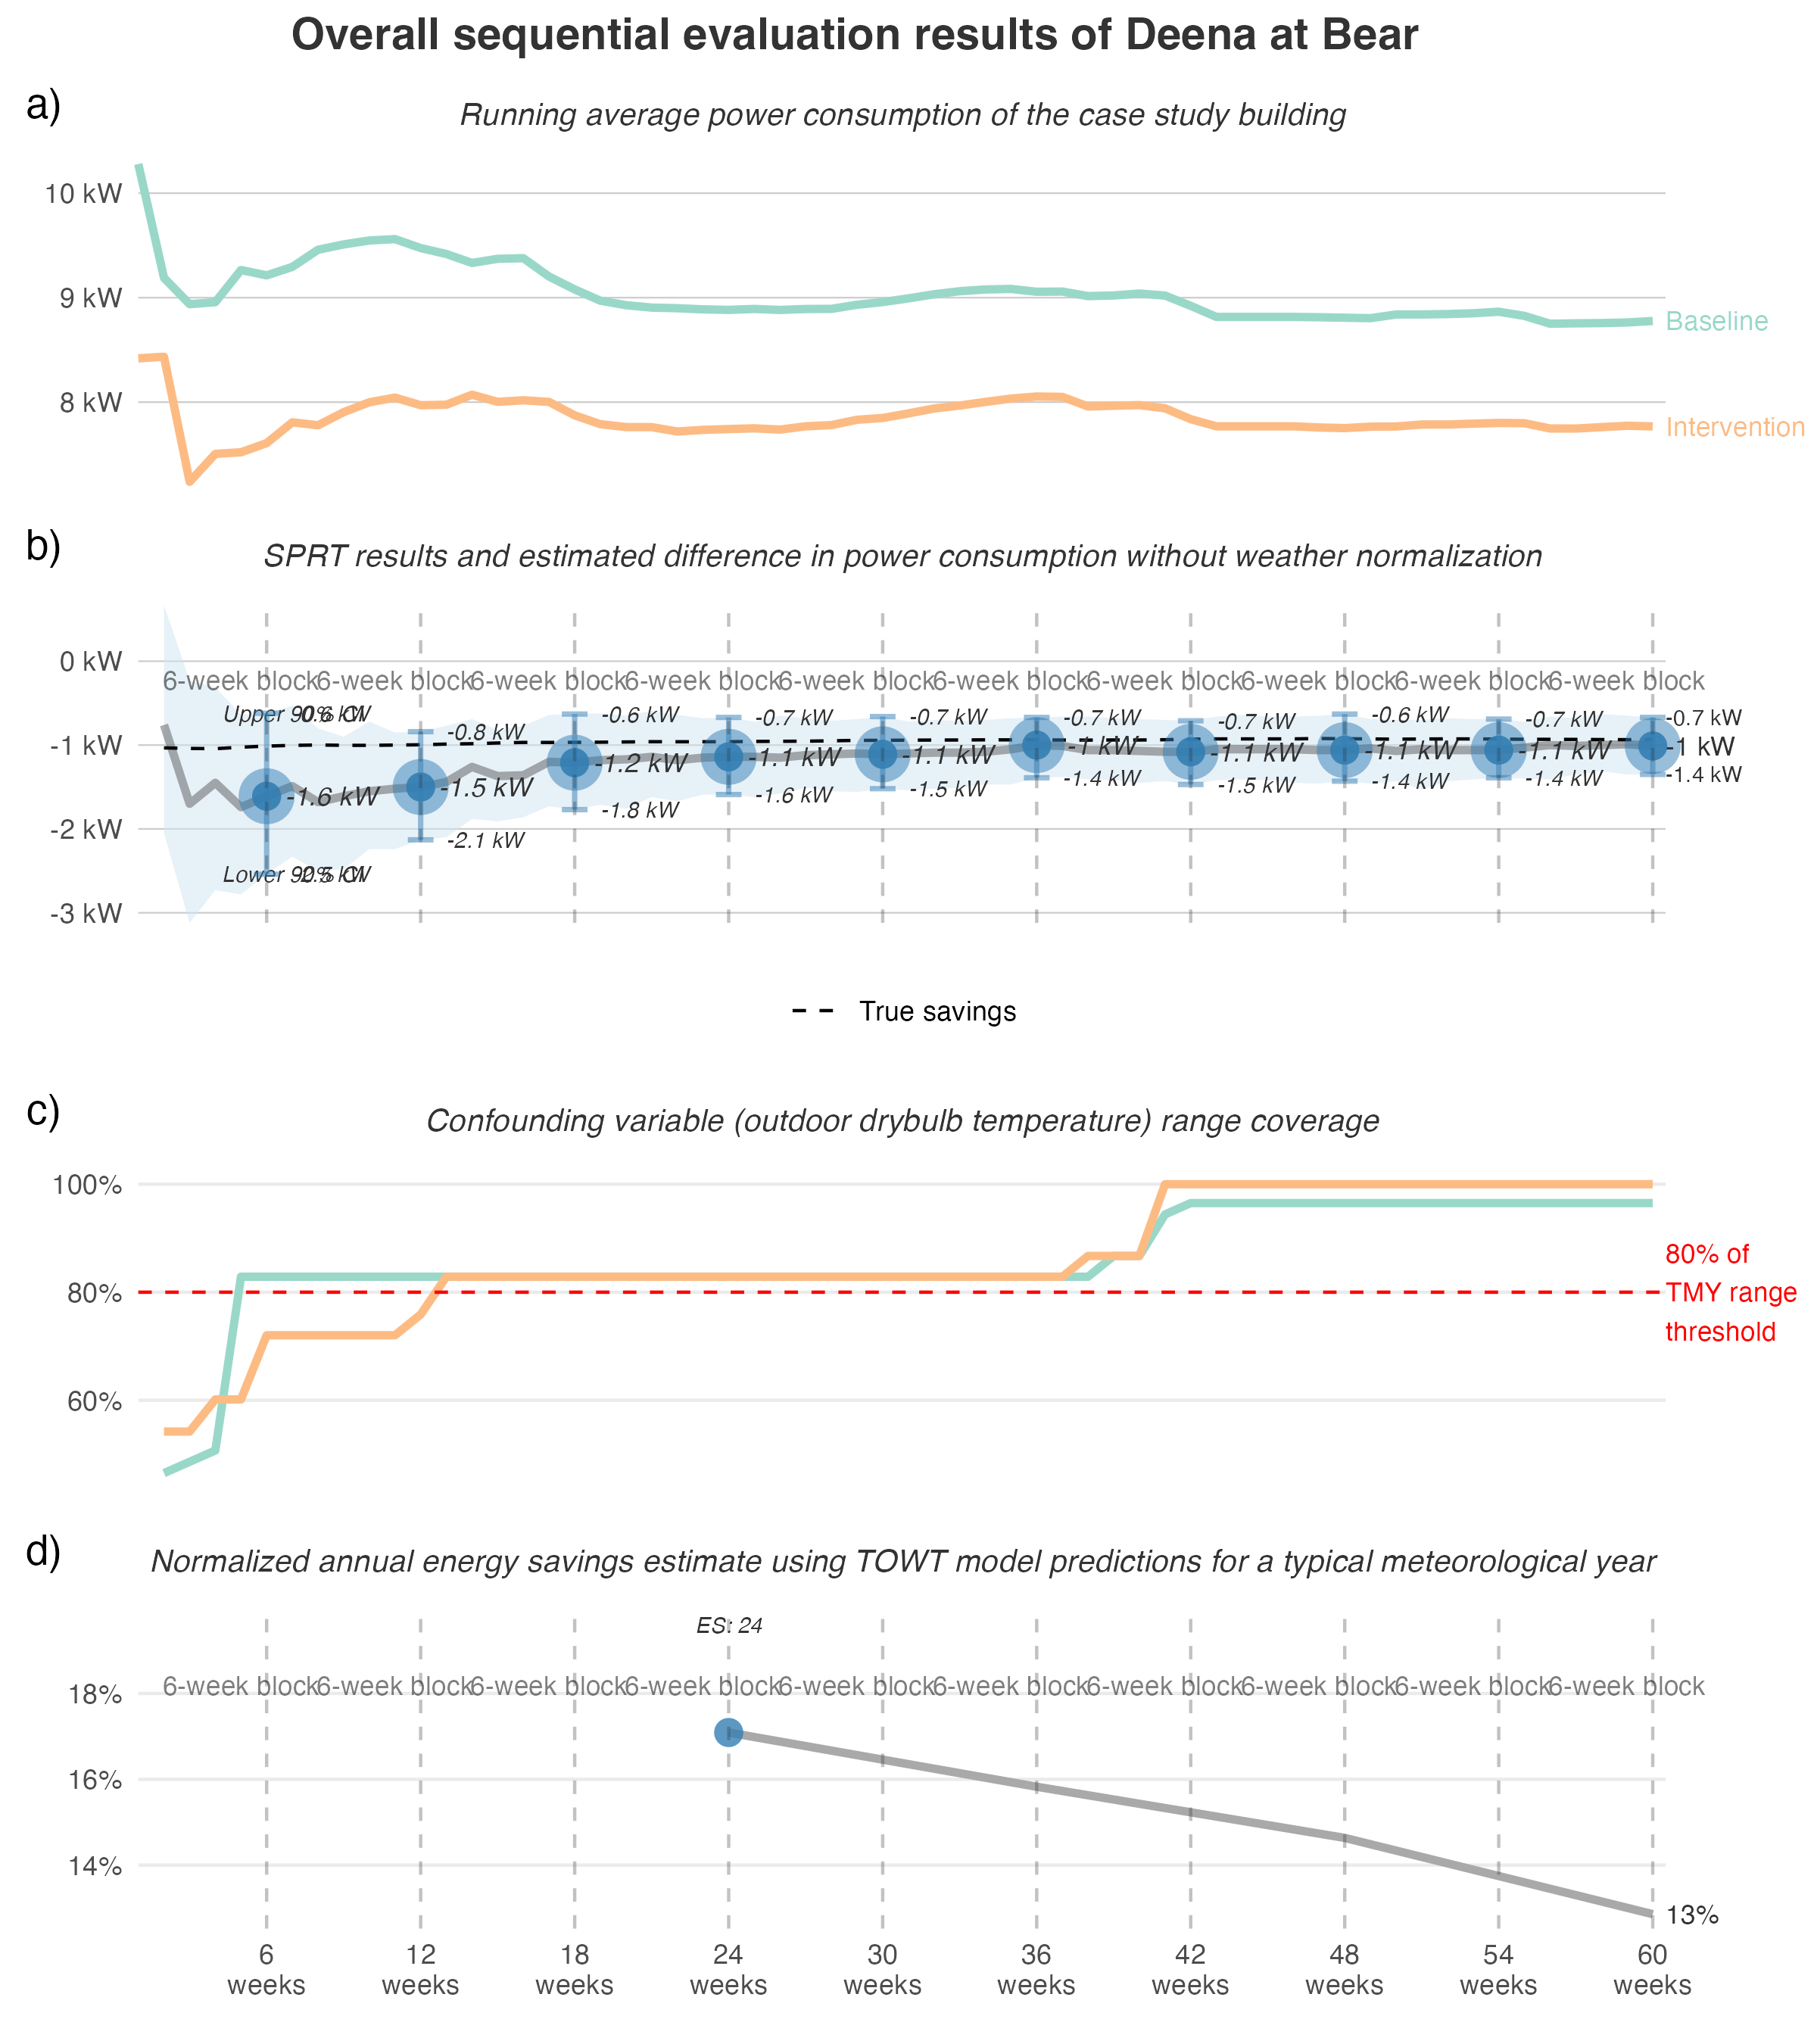 Overall sequential evaluation results of Deena at Bear
a)
Running average power consumption of the case study building
10 kW
9 kW
8 kW
Baseline
Intervention
b)
SPRT results and estimated difference in power consumption without weather normalization
0 kW
-1 kW
-2 kW
-3 kW
6-week block 6-week block 6-week block 6-week block 6-week block 6-week block 6-week block 6-week block 6-week block 6-week block
Upper 90% CI -0.6 kW -0.8 kW -0.6 kW -0.7 kW -0.7 kW -0.7 kW -0.7 kW -0.6 kW -0.7 kW -0.7 kW
-1.6 kW -1.5 kW -1.2 kW -1.1 kW -1.1 kW -1 kW -1.1 kW -1.1 kW -1.1 kW -1 kW
Lower 90% CI -2.5 kW -2.1 kW -1.8 kW -1.6 kW -1.5 kW -1.4 kW -1.5 kW -1.4 kW -1.4 kW -1.4 kW
True savings
c)
Confounding variable (outdoor drybulb temperature) range coverage
100%
80%
60%
80% of
TMY range
threshold
d)
Normalized annual energy savings estimate using TOWT model predictions for a typical meteorological year
ES: 24
6-week block 6-week block 6-week block 6-week block 6-week block 6-week block 6-week block 6-week block 6-week block 6-week block
18%
16%
14%
13%
6 12 18 24 30 36 42 48 54 60
weeks weeks weeks weeks weeks weeks weeks weeks weeks weeks